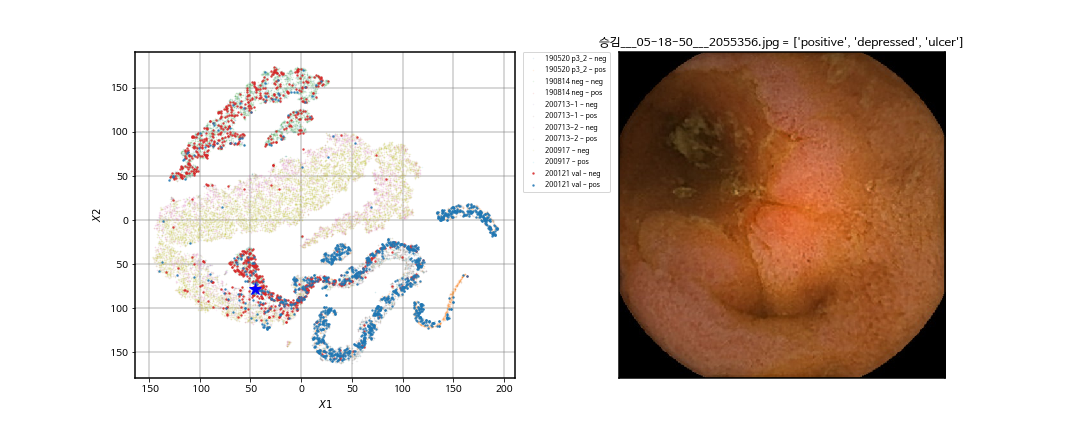 승김___05-18-50___2055356.jpg = ['positive', 'depressed', 'ulcer']
190520 p3_2 - neg
190520 p3_2 - pos
190814 neg - neg
190814 neg - pos
200713-1 - neg
200713-1 - pos
200713-2 - neg
200713-2 - pos
200917 - neg
200917 - pos
200121 val - neg
200121 val - pos
150
100
50
0
50
100
150
X2
150
100
50
0
50
100
150
200
X1